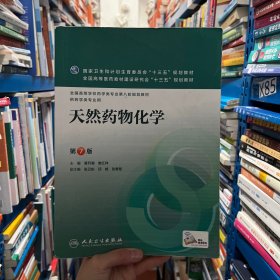 国家卫生和计划生育委员会“十三五”规划教材
全国高等医药教材建设研究会“十三五”规划教材
全国高等学校药学类专业第八轮规划教材
供药学类专业用
天然药物化学
第7版
人民卫生出版社